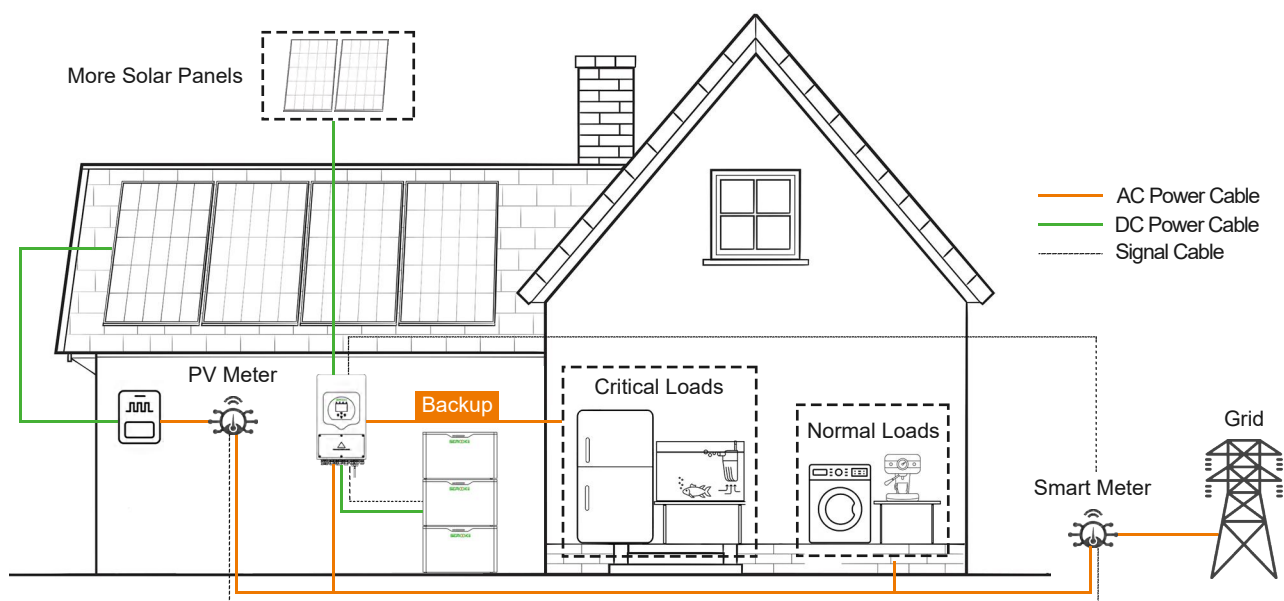 More Solar Panels
AC Power Cable
DC Power Cable
Signal Cable
PV Meter
Backup
Critical Loads
Normal Loads
Grid
Smart Meter